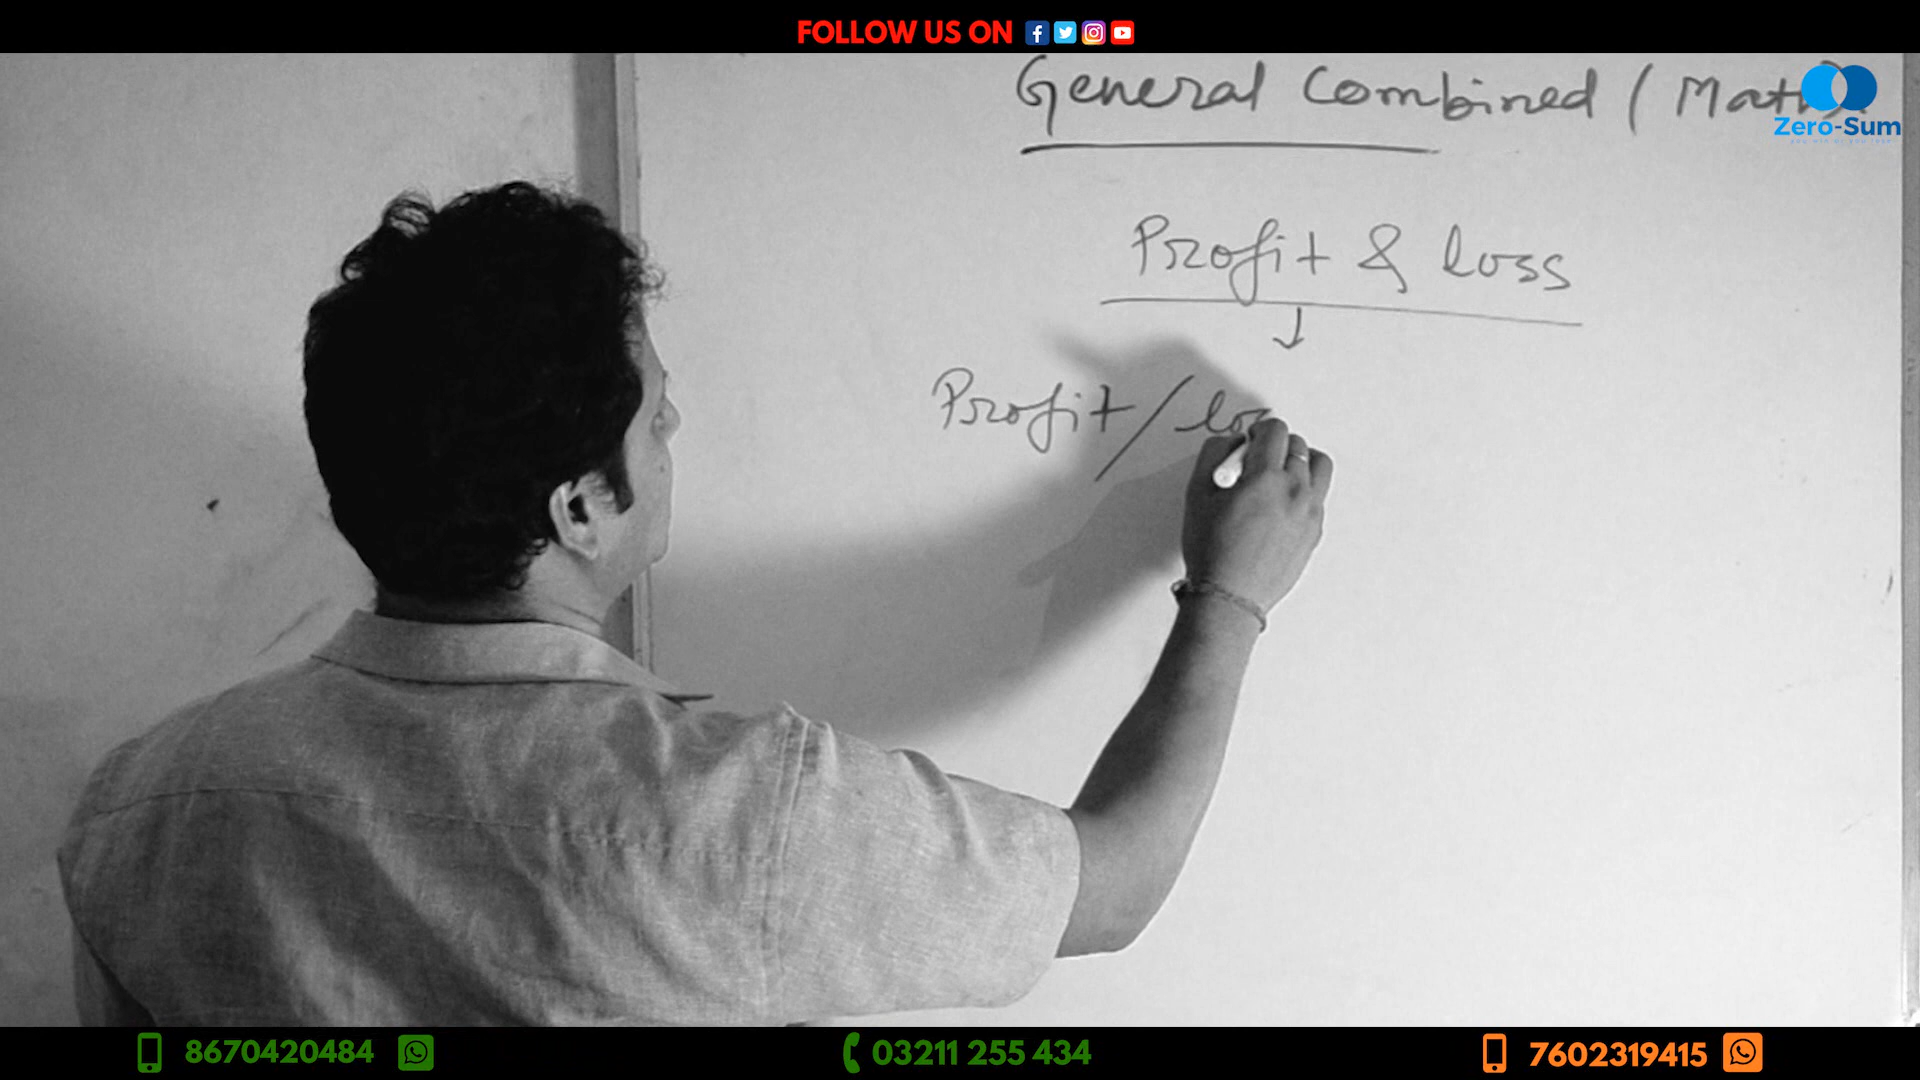 FOLLOW US ON
General Combined (Math)
Zero-Sum
Profit & loss
Profit/lo
8670420484
03211 255 434
7602319415